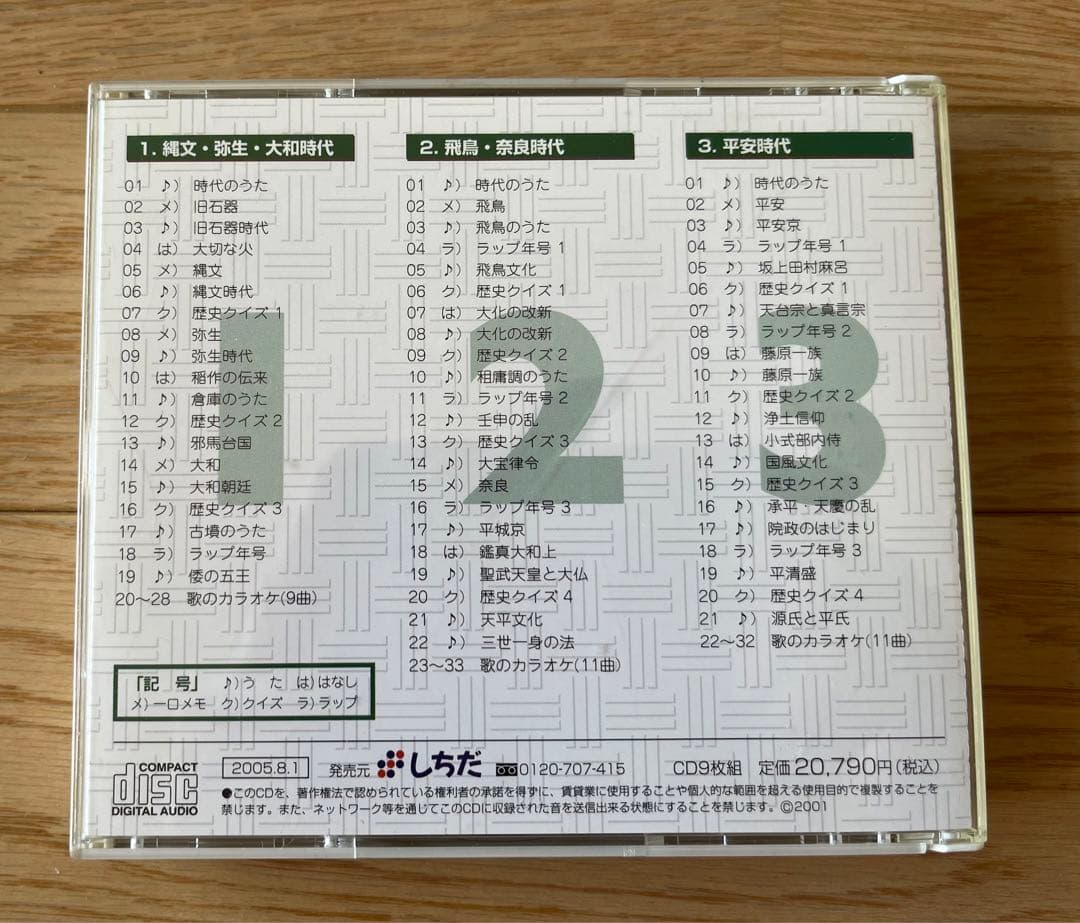 1. 縄文・弥生・大和時代
01 ♪) 時代のうた
02 メ) 旧石器
03 ♪) 旧石器時代
04 は) 大切な火
05 メ) 縄文
06 ♪) 縄文時代
07 ク) 歴史クイズ 1
08 メ) 弥生
09 ♪) 弥生時代
10 は) 稲作の伝来
11 ♪) 倉庫のうた
12 ク) 歴史クイズ 2
13 ♪) 邪馬台国
14 メ) 大和
15 ♪) 大和朝廷
16 ク) 歴史クイズ 3
17 ♪) 古墳のうた
18 ラ) ラップ年号
19 ♪) 倭の五王
20〜28 歌のカラオケ(9曲)
「記 号」 ♪)う た は)はなし
メ)一口メモ ク)クイズ ラ)ラップ
2. 飛鳥・奈良時代
01 ♪) 時代のうた
02 メ) 飛鳥
03 ♪) 飛鳥のうた
04 ラ) ラップ年号 1
05 ♪) 飛鳥文化
06 ク) 歴史クイズ 1
07 は) 大化の改新
08 ♪) 大化の改新
09 ク) 歴史クイズ 2
10 ♪) 租庸調のうた
11 ラ) ラップ年号 2
12 ♪) 壬申の乱
13 ク) 歴史クイズ 3
14 ♪) 大宝律令
15 メ) 奈良
16 ラ) ラップ年号 3
17 ♪) 平城京
18 は) 鑑真大和上
19 ♪) 聖武天皇と大仏
20 ク) 歴史クイズ 4
21 ♪) 天平文化
22 ♪) 三世一身の法
23〜33 歌のカラオケ(11曲)
3. 平安時代
01 ♪) 時代のうた
02 メ) 平安
03 ♪) 平安京
04 ラ) ラップ年号 1
05 ♪) 坂上田村麻呂
06 ク) 歴史クイズ 1
07 ♪) 天台宗と真言宗
08 ラ) ラップ年号 2
09 は) 藤原一族
10 ♪) 藤原一族
11 ク) 歴史クイズ 2
12 ♪) 浄土信仰
13 は) 小式部内侍
14 ♪) 国風文化
15 ク) 歴史クイズ 3
16 ♪) 承平・天慶の乱
17 ♪) 院政のはじまり
18 ラ) ラップ年号 3
19 ♪) 平清盛
20 ク) 歴史クイズ 4
21 ♪) 源氏と平氏
22〜32 歌のカラオケ(11曲)
1 2 3
COMPACT
disc
DIGITAL AUDIO
2005.8.1 発売元 しちだ 0120-707-415 CD9枚組 定価20,790円(税込)
●このCDを、著作権法で認められている権利者の承諾を得ずに、賃貸業に使用することや個人的な範囲を超える使用目的で複製することを
禁じます。また、ネットワーク等を通じてこのCDに収録された音を送信出来る状態にすることを禁じます。©2001